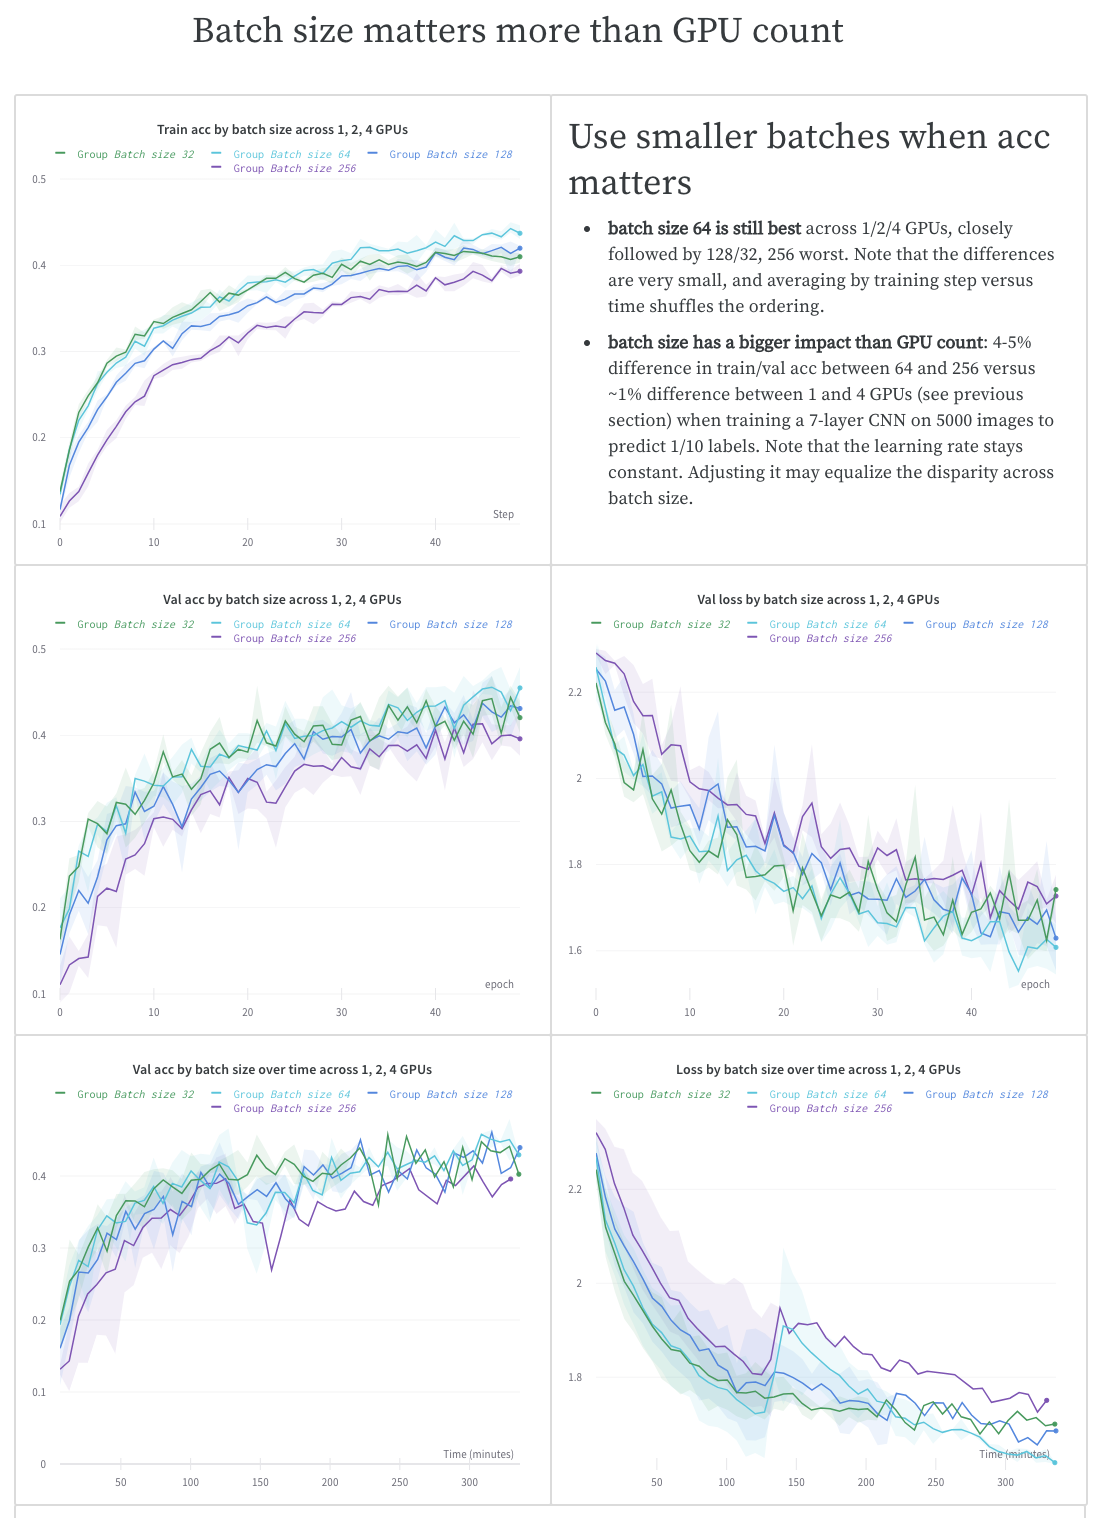 Batch size matters more than GPU count
Train acc by batch size across 1, 2, 4 GPUs
Group Batch size 32 Group Batch size 64 Group Batch size 128
Group Batch size 256
0.5
0.4
0.3
0.2
0.1
Step
0 10 20 30 40
Use smaller batches when acc
matters
• batch size 64 is still best across 1/2/4 GPUs, closely
followed by 128/32, 256 worst. Note that the differences
are very small, and averaging by training step versus
time shuffles the ordering.
• batch size has a bigger impact than GPU count: 4-5%
difference in train/val acc between 64 and 256 versus
~1% difference between 1 and 4 GPUs (see previous
section) when training a 7-layer CNN on 5000 images to
predict 1/10 labels. Note that the learning rate stays
constant. Adjusting it may equalize the disparity across
batch size.
Val acc by batch size across 1, 2, 4 GPUs
Group Batch size 32 Group Batch size 64 Group Batch size 128
Group Batch size 256
0.5
0.4
0.3
0.2
0.1
epoch
0 10 20 30 40
Val loss by batch size across 1, 2, 4 GPUs
Group Batch size 32 Group Batch size 64 Group Batch size 128
Group Batch size 256
2.2
2
1.8
1.6
epoch
0 10 20 30 40
Val acc by batch size over time across 1, 2, 4 GPUs
Group Batch size 32 Group Batch size 64 Group Batch size 128
Group Batch size 256
0.4
0.3
0.2
0.1
0
Time (minutes)
50 100 150 200 250 300
Loss by batch size over time across 1, 2, 4 GPUs
Group Batch size 32 Group Batch size 64 Group Batch size 128
Group Batch size 256
2.2
2
1.8
Time (minutes)
50 100 150 200 250 300